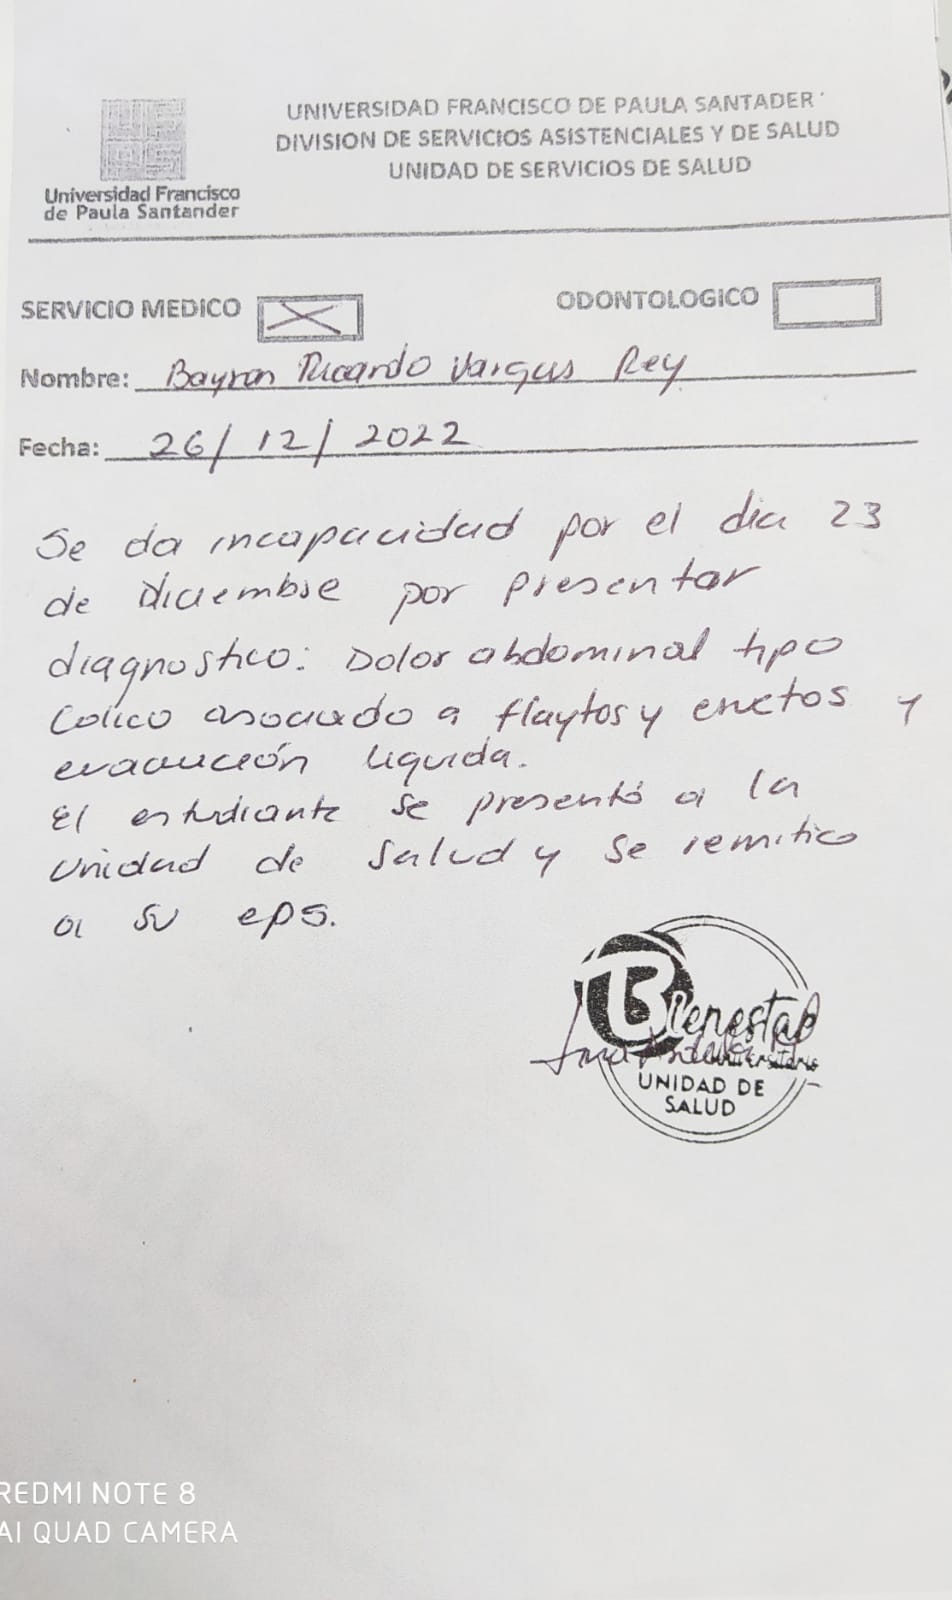 UNIVERSIDAD FRANCISCO DE PAULA SANTADER
DIVISION DE SERVICIOS ASISTENCIALES Y DE SALUD
UNIDAD DE SERVICIOS DE SALUD
Universidad Francisco
de Paula Santander
SERVICIO MEDICO X ODONTOLOGICO
Nombre: Bayron Ricardo Vargas Rey
Fecha: 26/12/2022
Se da incapacidad por el dia 23
de Diciembre por presentar
diagnostico: Dolor abdominal tipo
Colico asociado a flaytos y eructos y
evacuación liquida.
El estudiante se presentó a la
Unidad de Salud y se remitio
a su eps.
Bienestar
Universitario
UNIDAD DE
SALUD
REDMI NOTE 8
AI QUAD CAMERA